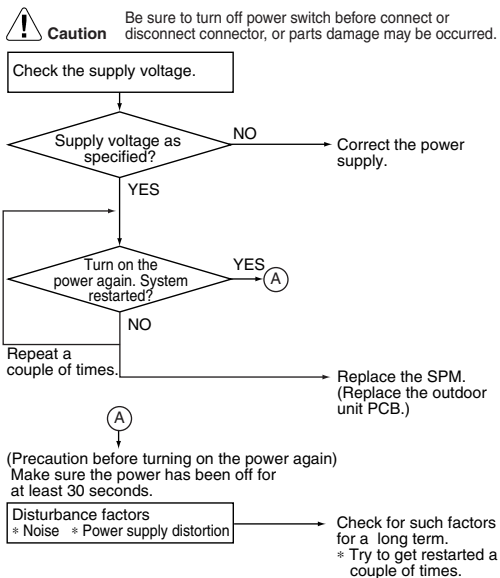 Caution
Be sure to turn off power switch before connect or
disconnect connector, or parts damage may be occurred.
Check the supply voltage.
Supply voltage as
specified?
NO
Correct the power
supply.
YES
Turn on the
power again. System
restarted?
YES
A
NO
Repeat a
couple of times.
Replace the SPM.
(Replace the outdoor
unit PCB.)
A
(Precaution before turning on the power again)
Make sure the power has been off for
at least 30 seconds.
Disturbance factors
∗ Noise ∗ Power supply distortion
Check for such factors
for a long term.
∗ Try to get restarted a
couple of times.